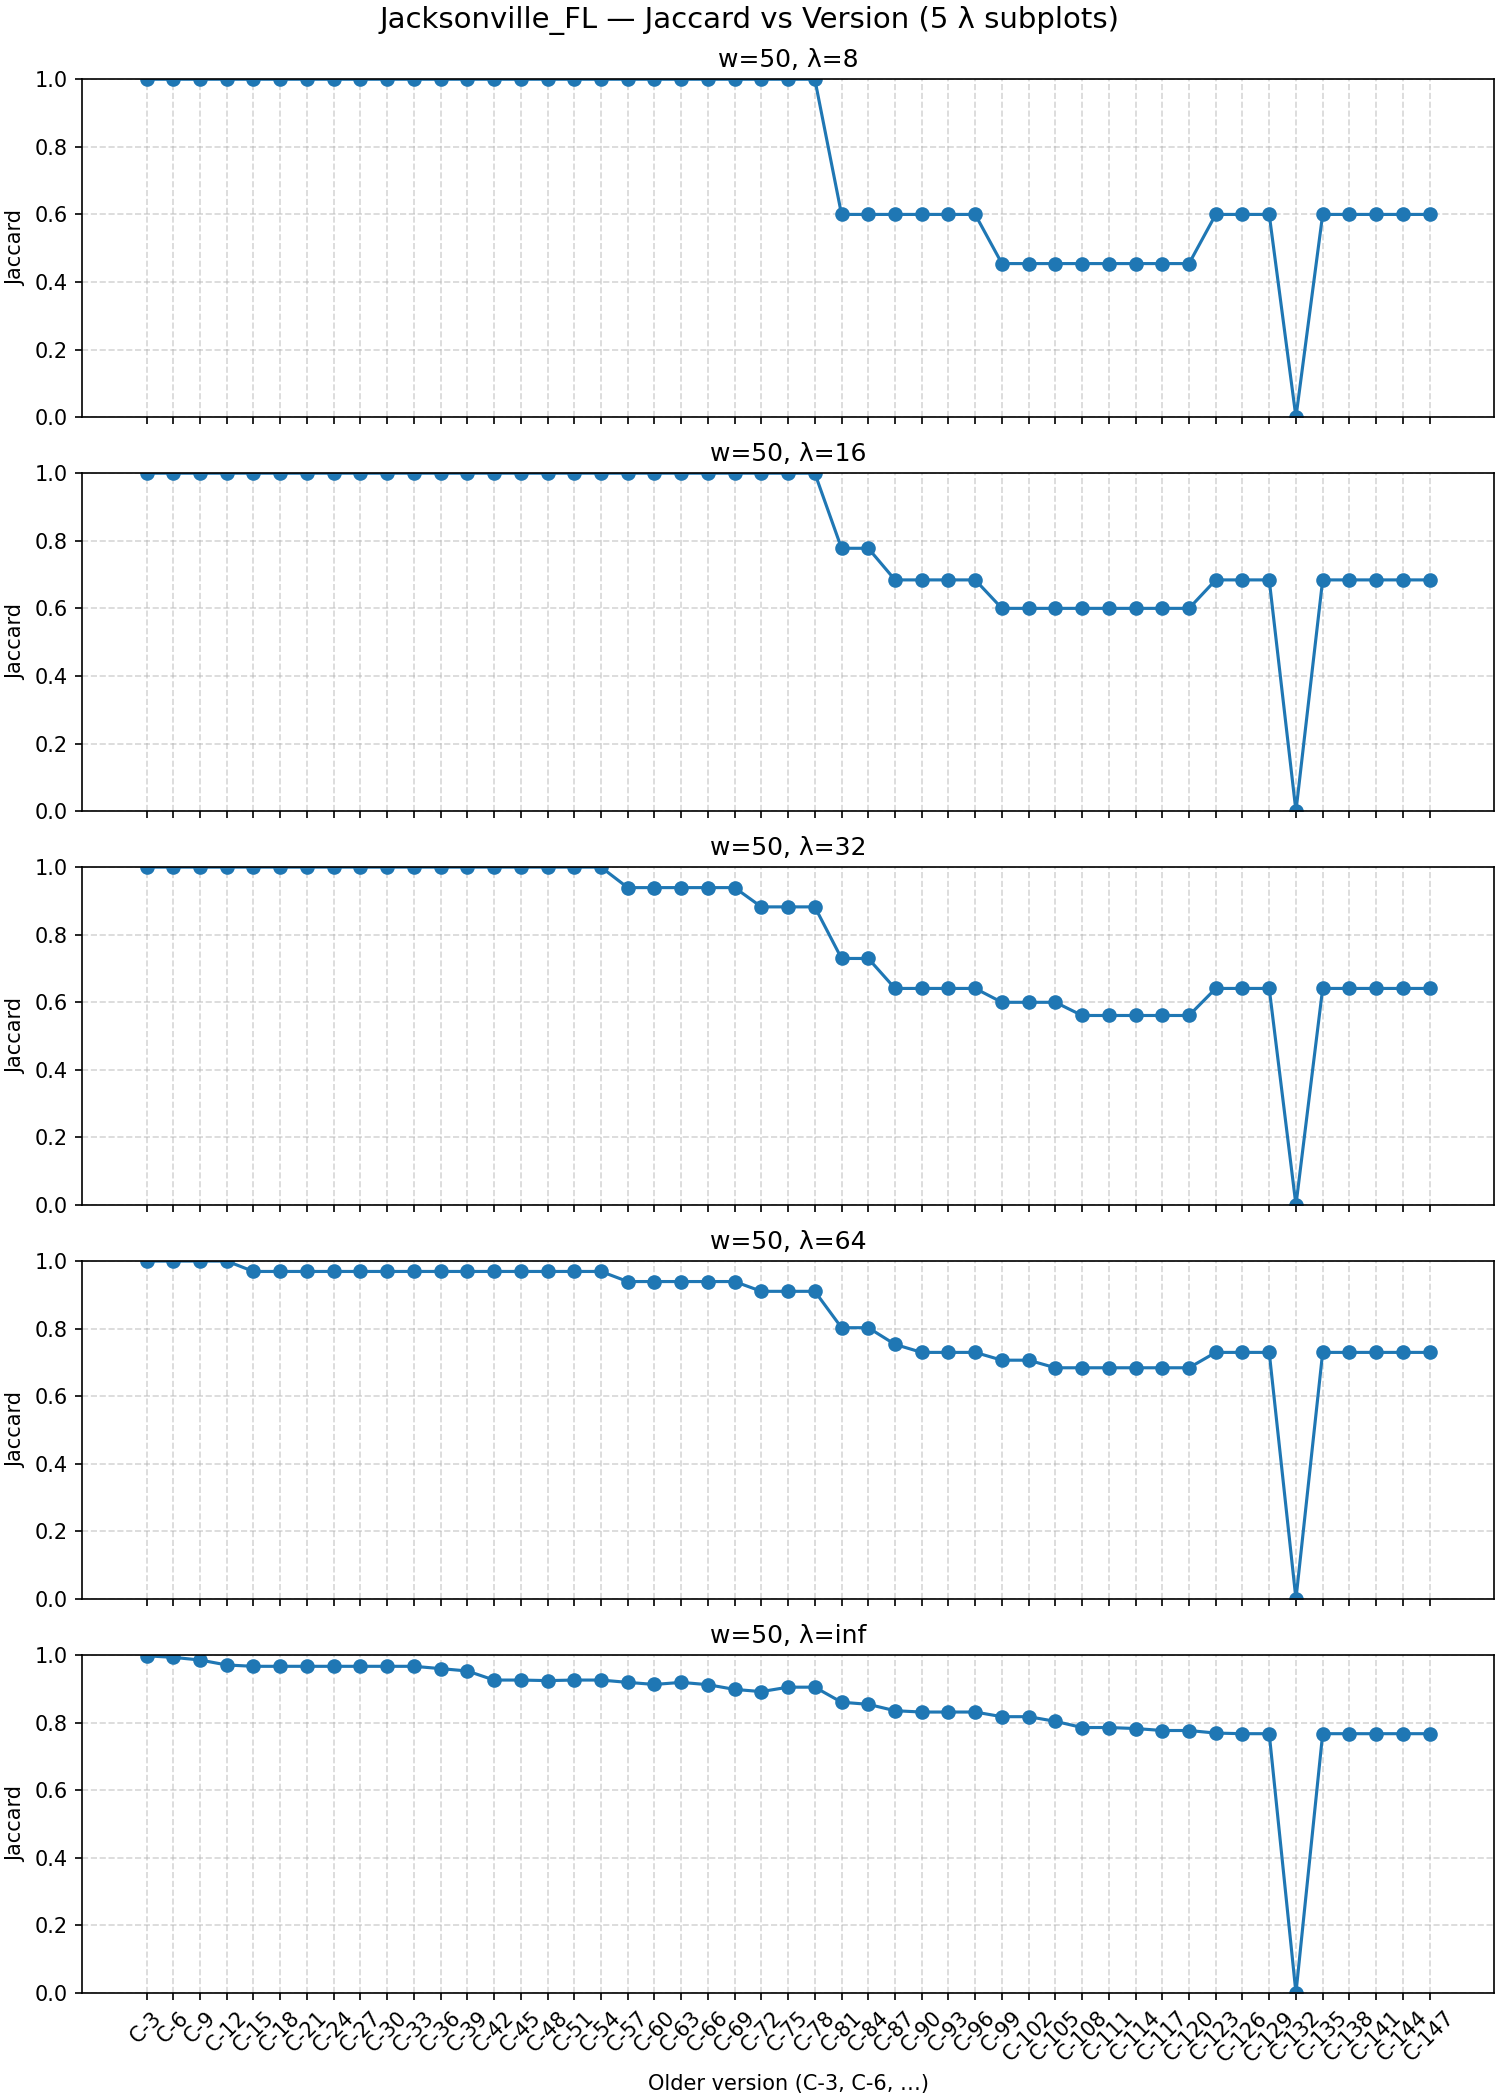 Jacksonville_FL — Jaccard vs Version (5 λ subplots)
w=50, λ=8
1.0
0.8
0.6
0.4
0.2
0.0
Jaccard
w=50, λ=16
1.0
0.8
0.6
0.4
0.2
0.0
Jaccard
w=50, λ=32
1.0
0.8
0.6
0.4
0.2
0.0
Jaccard
w=50, λ=64
1.0
0.8
0.6
0.4
0.2
0.0
Jaccard
w=50, λ=inf
1.0
0.8
0.6
0.4
0.2
0.0
Jaccard
C-3
C-6
C-9
C-12
C-15
C-18
C-21
C-24
C-27
C-30
C-33
C-36
C-39
C-42
C-45
C-48
C-51
C-54
C-57
C-60
C-63
C-66
C-69
C-72
C-75
C-78
C-81
C-84
C-87
C-90
C-93
C-96
C-99
C-102
C-105
C-108
C-111
C-114
C-117
C-120
C-123
C-126
C-129
C-132
C-135
C-138
C-141
C-144
C-147
Older version (C-3, C-6, ...)